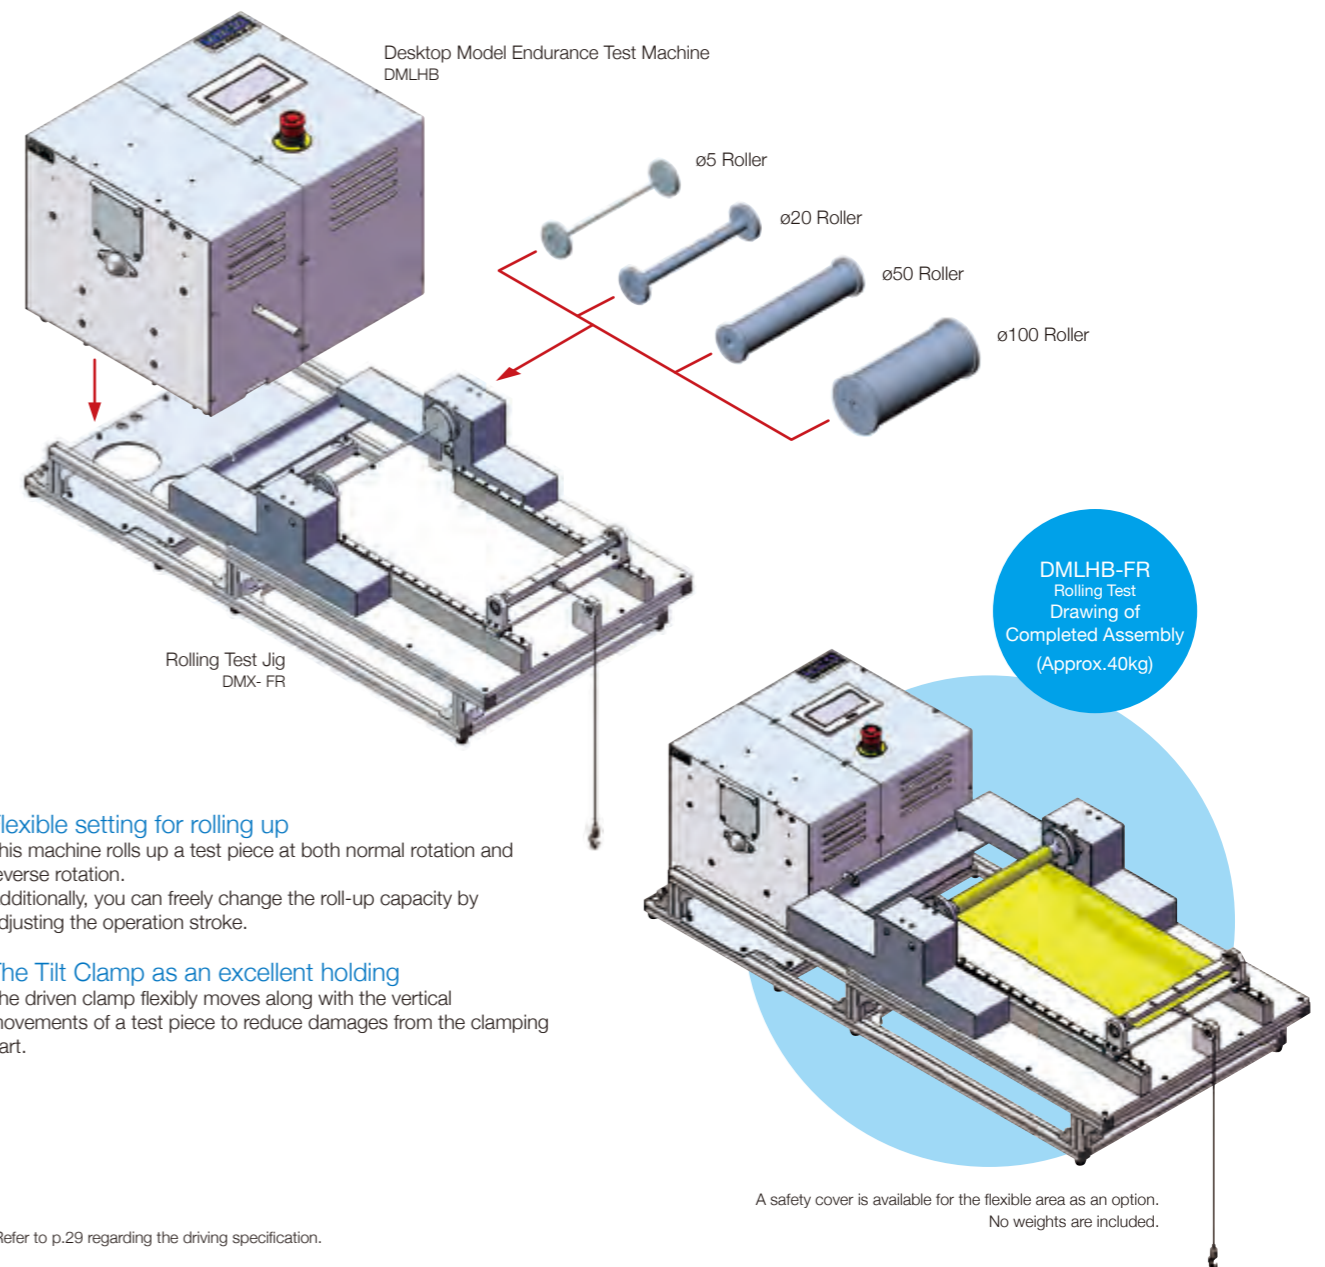 Desktop Model Endurance Test Machine
DMLHB
ø5 Roller
ø20 Roller
ø50 Roller
ø100 Roller
Rolling Test Jig
DMX- FR
DMLHB-FR
Rolling Test
Drawing of
Completed Assembly
(Approx.40kg)
lexible setting for rolling up
his machine rolls up a test piece at both normal rotation and
everse rotation.
dditionally, you can freely change the roll-up capacity by
djusting the operation stroke.
The Tilt Clamp as an excellent holding
he driven clamp flexibly moves along with the vertical
movements of a test piece to reduce damages from the clamping
art.
A safety cover is available for the flexible area as an option.
No weights are included.
Refer to p.29 regarding the driving specification.